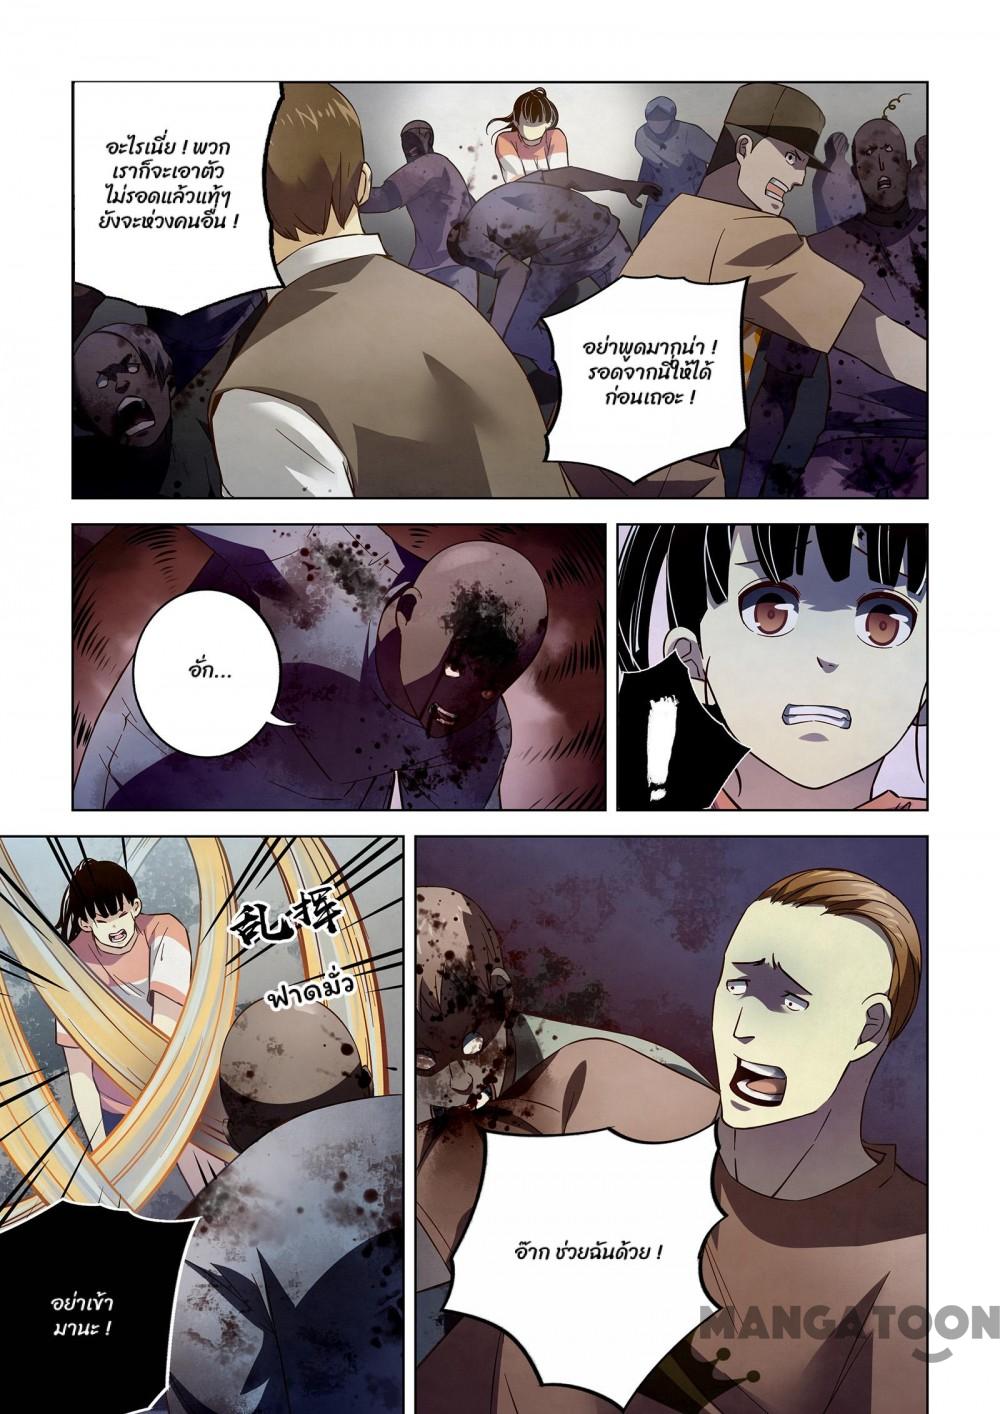 อะไรเนี่ย ! พวก
เราก็จะเอาตัว
ไม่รอดแล้วแท้ๆ
ยังจะห่วงคนอื่น !
อย่าพูดมากน่า !
รอดจากนี่ให้ได้
ก่อนเถอะ !
อั่ก...
!
乱挥
ฟาดมั่ว
อ๊าก ช่วยฉันด้วย !
อย่าเข้า
มานะ !
MANGATOON